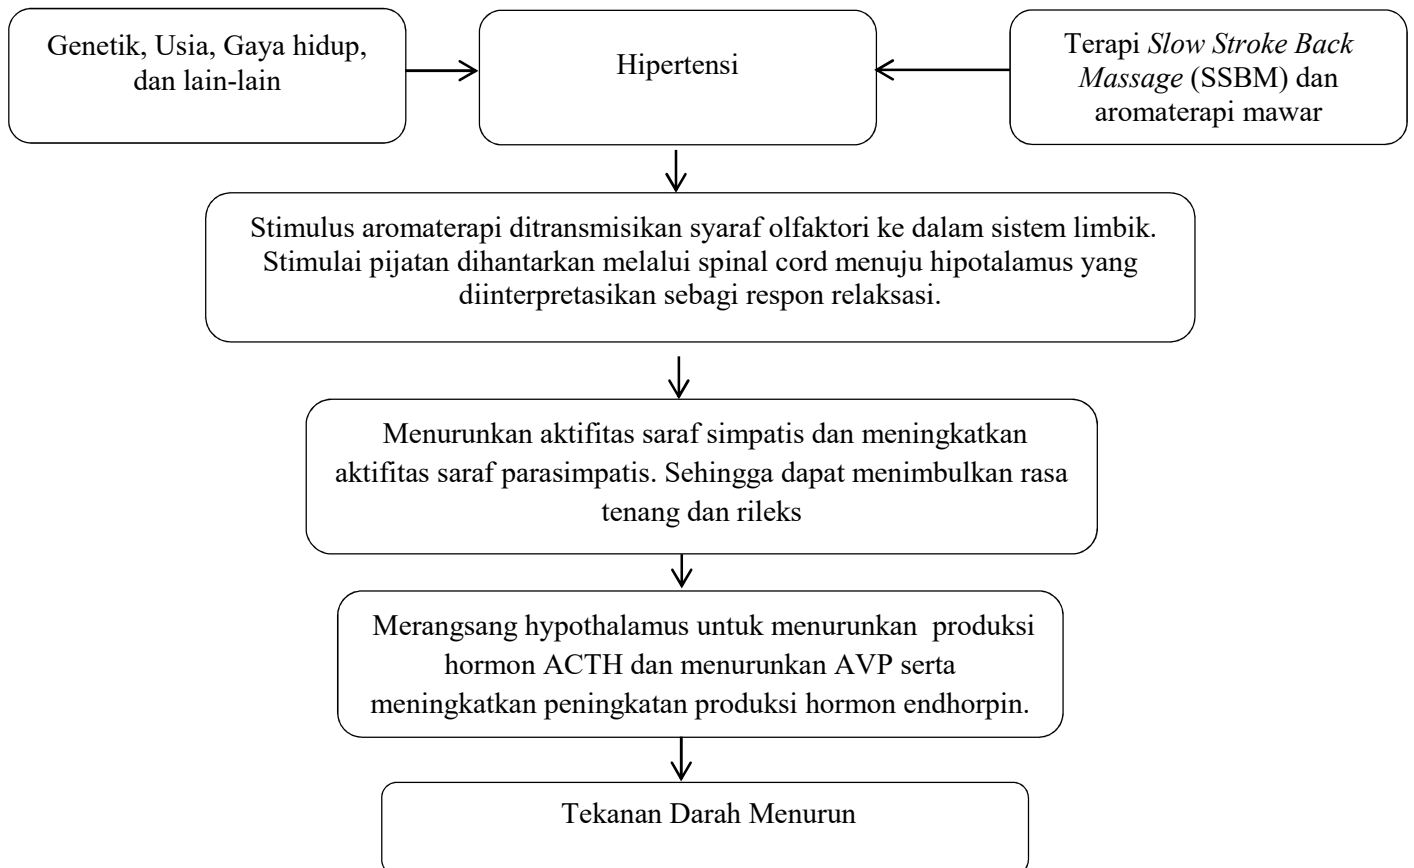 Genetik, Usia, Gaya hidup,
dan lain-lain
Hipertensi
Terapi Slow Stroke Back
Massage (SSBM) dan
aromaterapi mawar
Stimulus aromaterapi ditransmisikan syaraf olfaktori ke dalam sistem limbik.
Stimulai pijatan dihantarkan melalui spinal cord menuju hipotalamus yang
diinterpretasikan sebagi respon relaksasi.
Menurunkan aktifitas saraf simpatis dan meningkatkan
aktifitas saraf parasimpatis. Sehingga dapat menimbulkan rasa
tenang dan rileks
Merangsang hypothalamus untuk menurunkan  produksi
hormon ACTH dan menurunkan AVP serta
meningkatkan peningkatan produksi hormon endhorpin.
Tekanan Darah Menurun